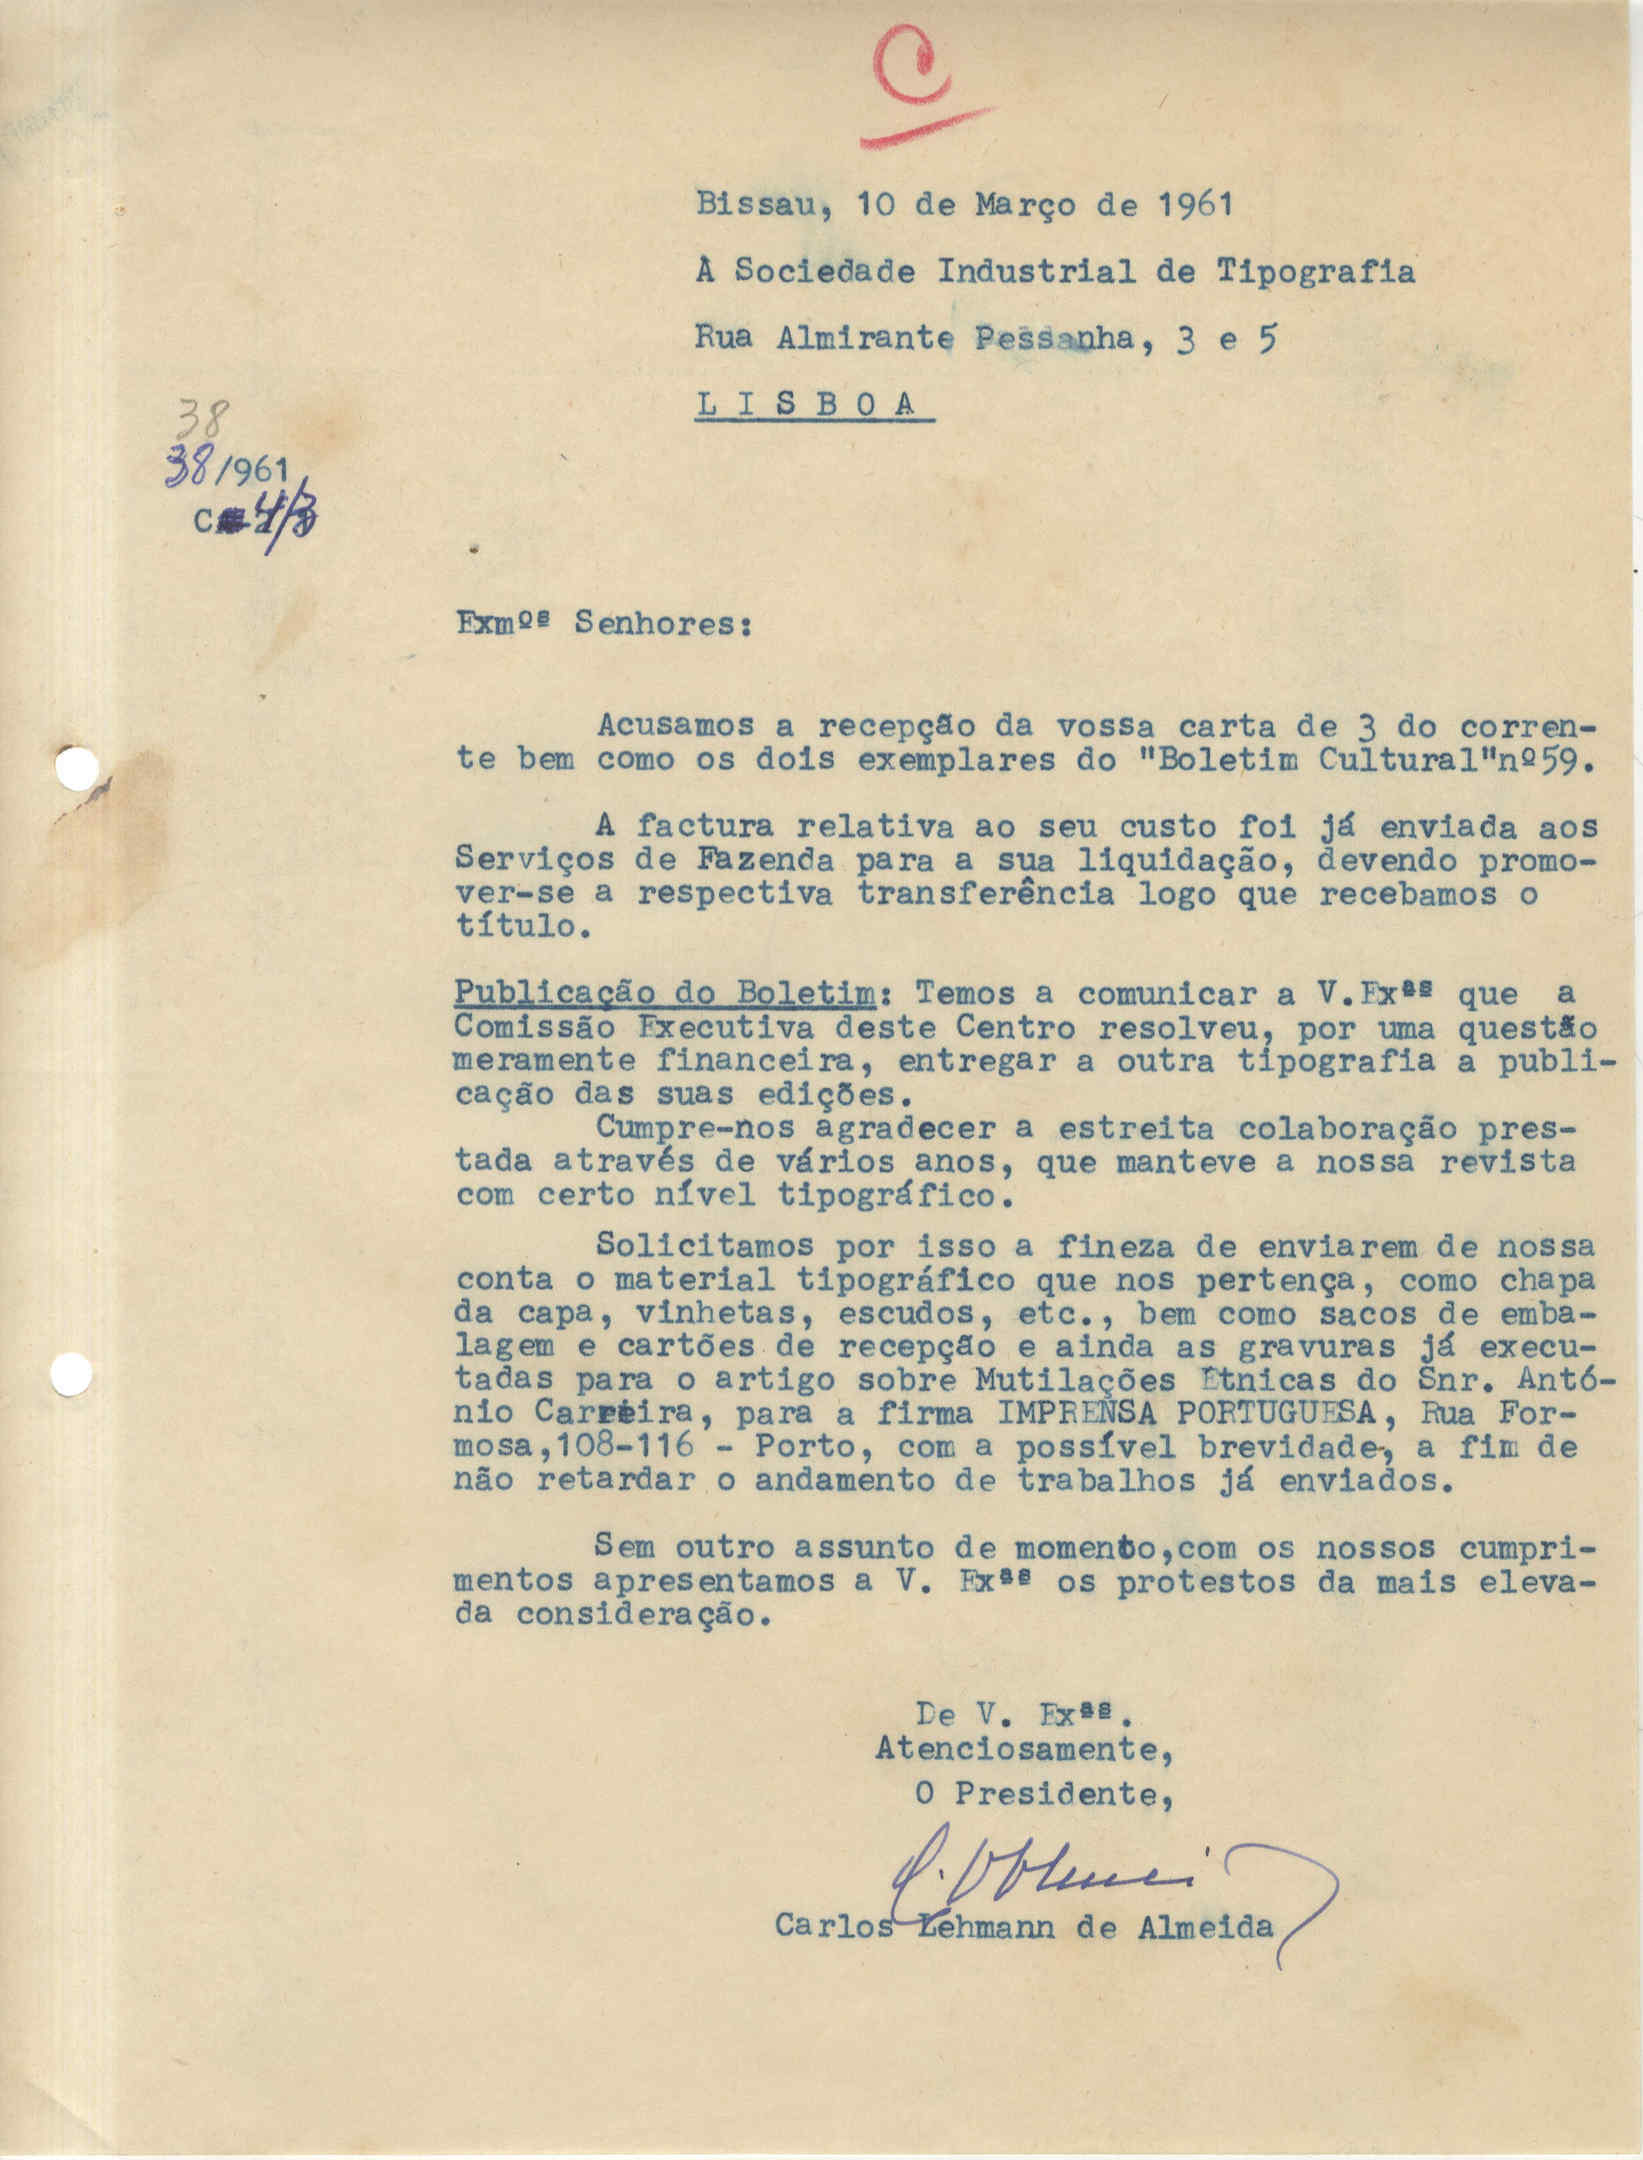 C
Bissau, 10 de Março de 1961
À Sociedade Industrial de Tipografia
Rua Almirante Pessanha, 3 e 5
L I S B O A
38
38/961
C 4/
Exmºˢ Senhores:
Acusamos a recepção da vossa carta de 3 do corren-
te bem como os dois exemplares do "Boletim Cultural"nº59.
A factura relativa ao seu custo foi já enviada aos
Serviços de Fazenda para a sua liquidação, devendo promo-
ver-se a respectiva transferência logo que recebamos o
título.
Publicação do Boletim: Temos a comunicar a V.Exªˢ que a
Comissão Executiva deste Centro resolveu, por uma questão
meramente financeira, entregar a outra tipografia a publi-
cação das suas edições.
Cumpre-nos agradecer a estreita colaboração pres-
tada através de vários anos, que manteve a nossa revista
com certo nível tipográfico.
Solicitamos por isso a fineza de enviarem de nossa
conta o material tipográfico que nos pertença, como chapa
da capa, vinhetas, escudos, etc., bem como sacos de emba-
lagem e cartões de recepção e ainda as gravuras já execu-
tadas para o artigo sobre Mutilações Etnicas do Snr. Antó-
nio Carreira, para a firma IMPRENSA PORTUGUESA, Rua For-
mosa,108-116 - Porto, com a possível brevidade, a fim de
não retardar o andamento de trabalhos já enviados.
Sem outro assunto de momento,com os nossos cumpri-
mentos apresentamos a V. Exªˢ os protestos da mais eleva-
da consideração.
De V. Exªˢ.
Atenciosamente,
O Presidente,
Carlos Lehmann de Almeida